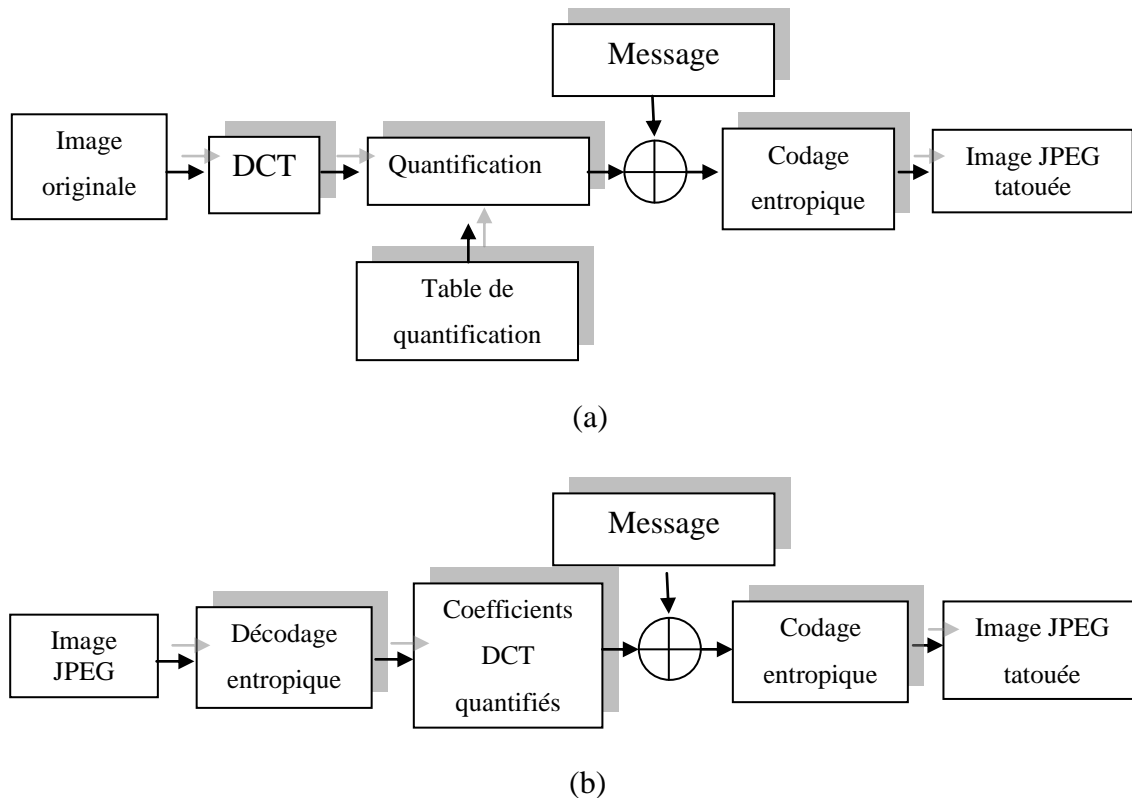 Message
Image
originale
DCT
Quantification
Codage
entropique
Image JPEG
tatouée
Table de
quantification
(a)
Message
Image
JPEG
Décodage
entropique
Coefficients
DCT
quantifiés
Codage
entropique
Image JPEG
tatouée
(b)